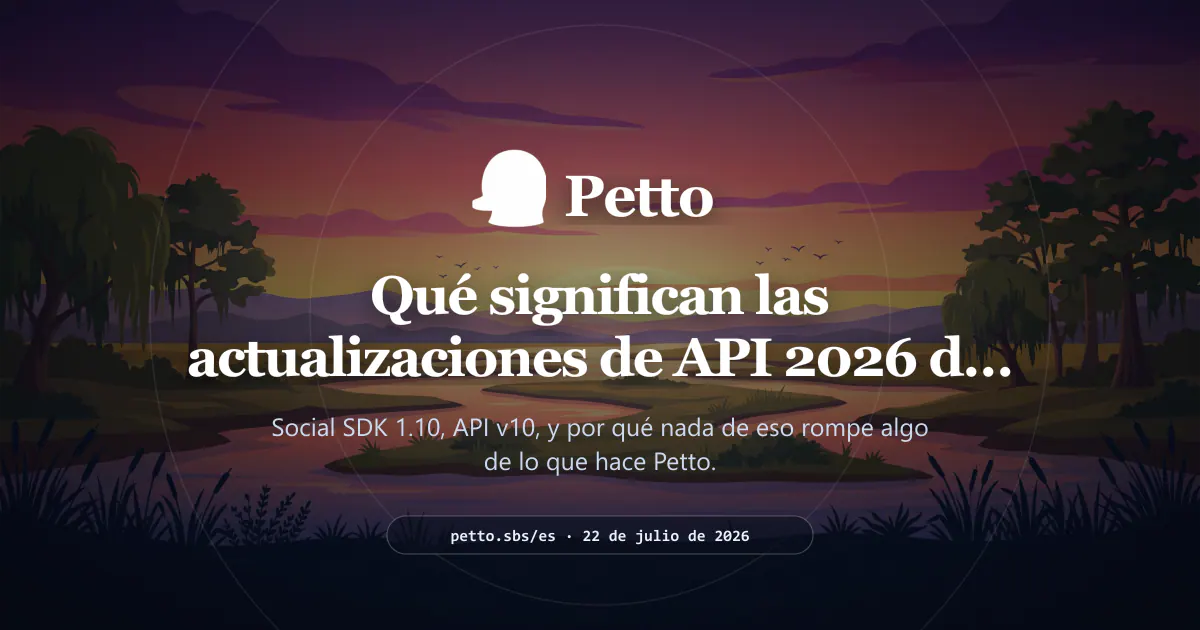 Petto
Qué significan las
actualizaciones de API 2026 d...
Social SDK 1.10, API v10, y por qué nada de eso rompe algo
de lo que hace Petto.
petto.sbs/es · 22 de julio de 2026